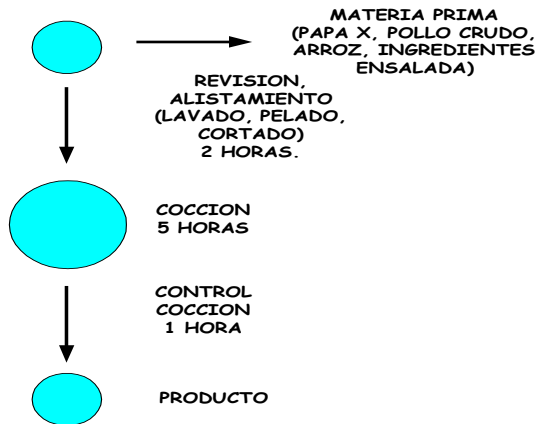 MATERIA PRIMA
(PAPA X, POLLO CRUDO,
ARROZ, INGREDIENTES
ENSALADA)
REVISION,
ALISTAMIENTO
(LAVADO, PELADO,
CORTADO)
2 HORAS.
COCCION
5 HORAS
CONTROL
COCCION
1 HORA
PRODUCTO